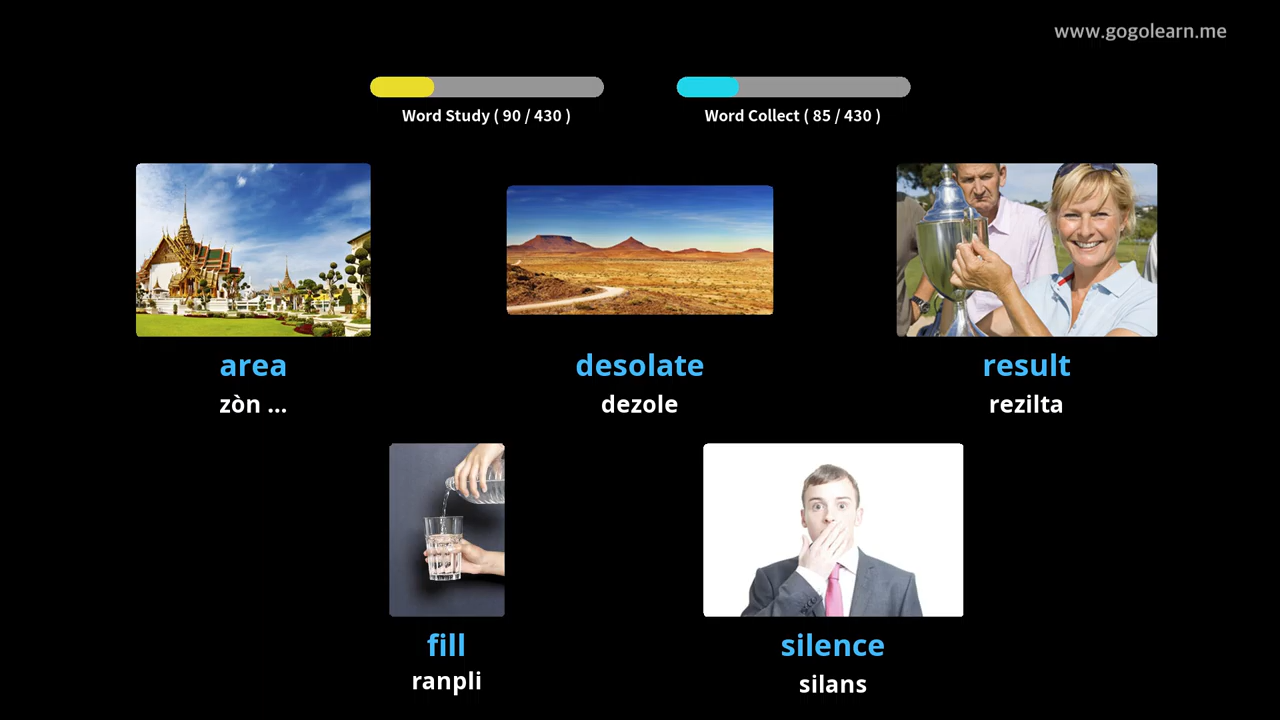 www.gogolearn.me
Word Study ( 90 / 430 )
Word Collect ( 85 / 430 )
area
zòn ...
desolate
dezole
result
rezilta
fill
ranpli
silence
silans